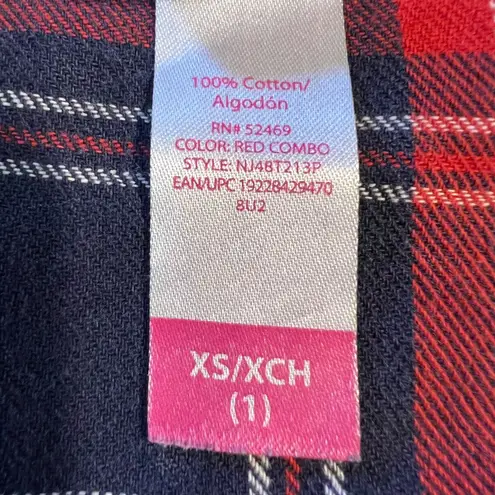 100% Cotton/
Algodón
RN# 52469
COLOR: RED COMBO
STYLE: NJ48T213P
EAN/UPC 19228429470
8U2
XS/XCH
(1)